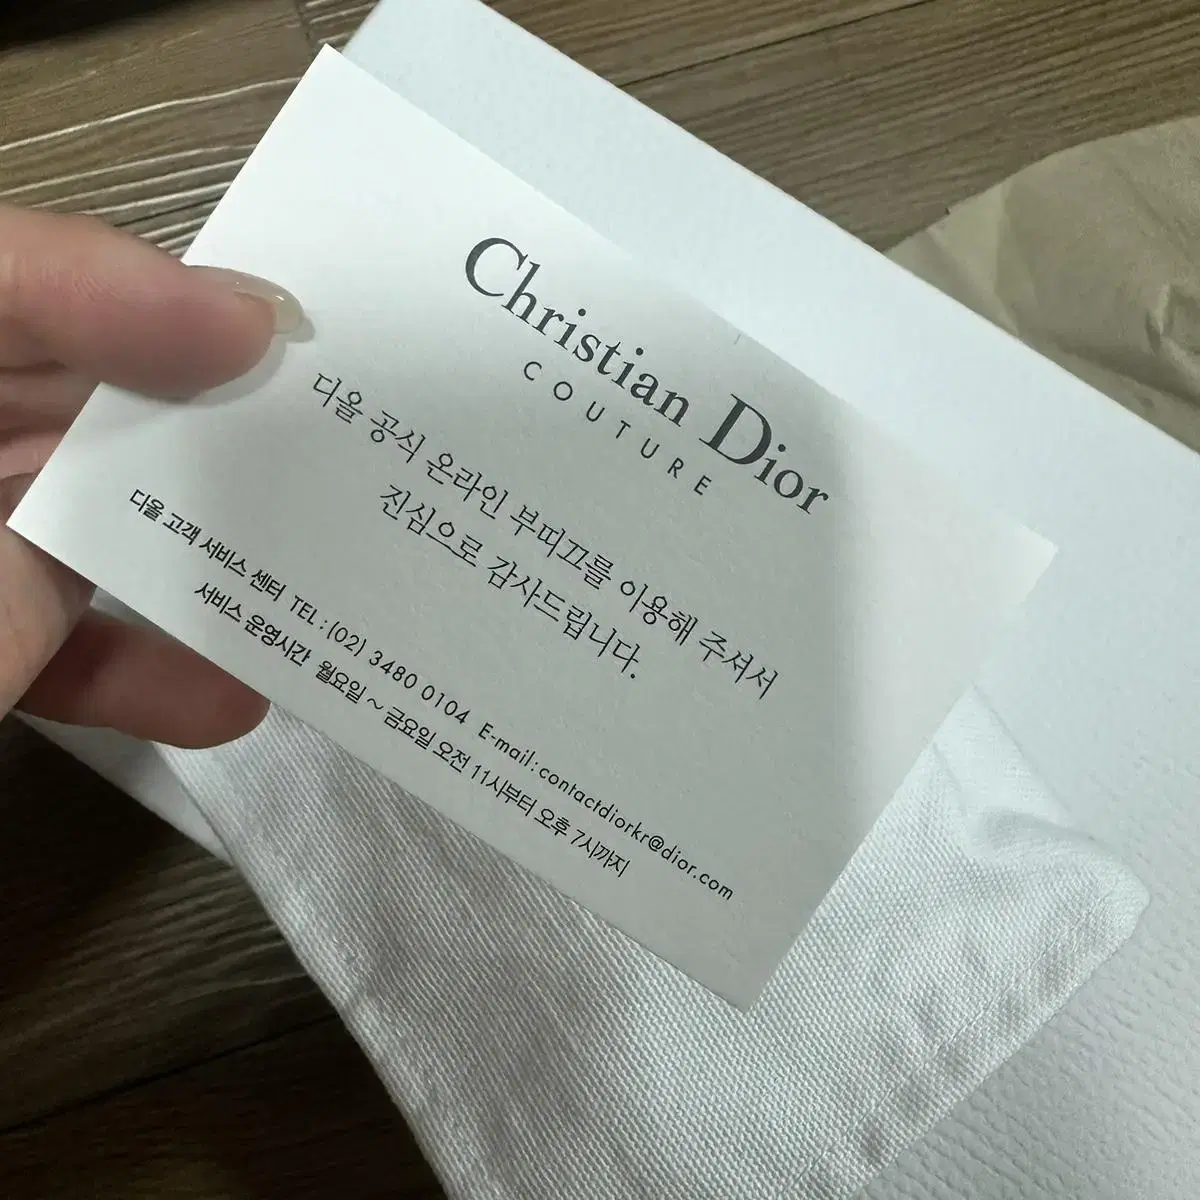 Christian Dior
COUTURE
디올 공식 온라인 부띠끄를 이용해 주셔서
진심으로 감사드립니다.
디올 고객 서비스 센터 TEL : (02) 3480 0104 E-mail : contactdiorkr@dior.com
서비스 운영시간 월요일 ~ 금요일 오전 11시부터 오후 7시까지